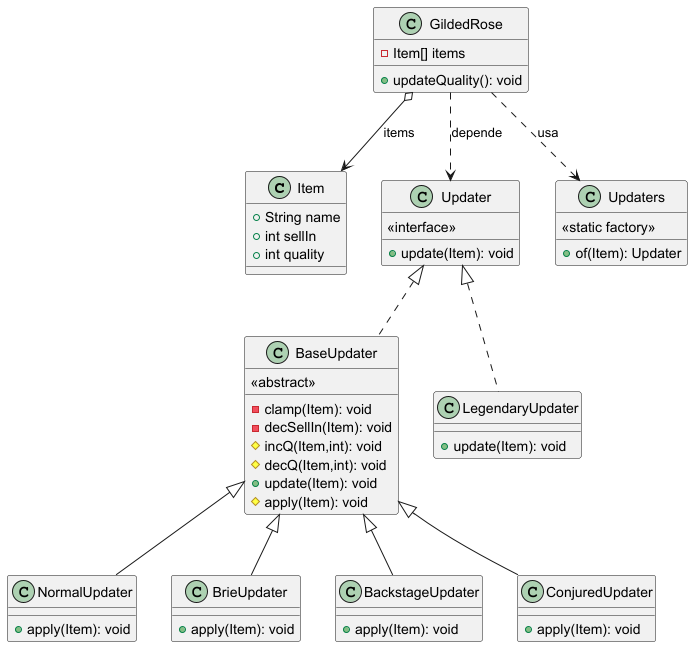 C GildedRose
Item[] items
updateQuality(): void
items
depende
usa
C Item
String name
int sellIn
int quality
C Updater
«interface»
update(Item): void
C Updaters
«static factory»
of(Item): Updater
C BaseUpdater
«abstract»
clamp(Item): void
decSellIn(Item): void
incQ(Item,int): void
decQ(Item,int): void
update(Item): void
apply(Item): void
C LegendaryUpdater
update(Item): void
C NormalUpdater
apply(Item): void
C BrieUpdater
apply(Item): void
C BackstageUpdater
apply(Item): void
C ConjuredUpdater
apply(Item): void